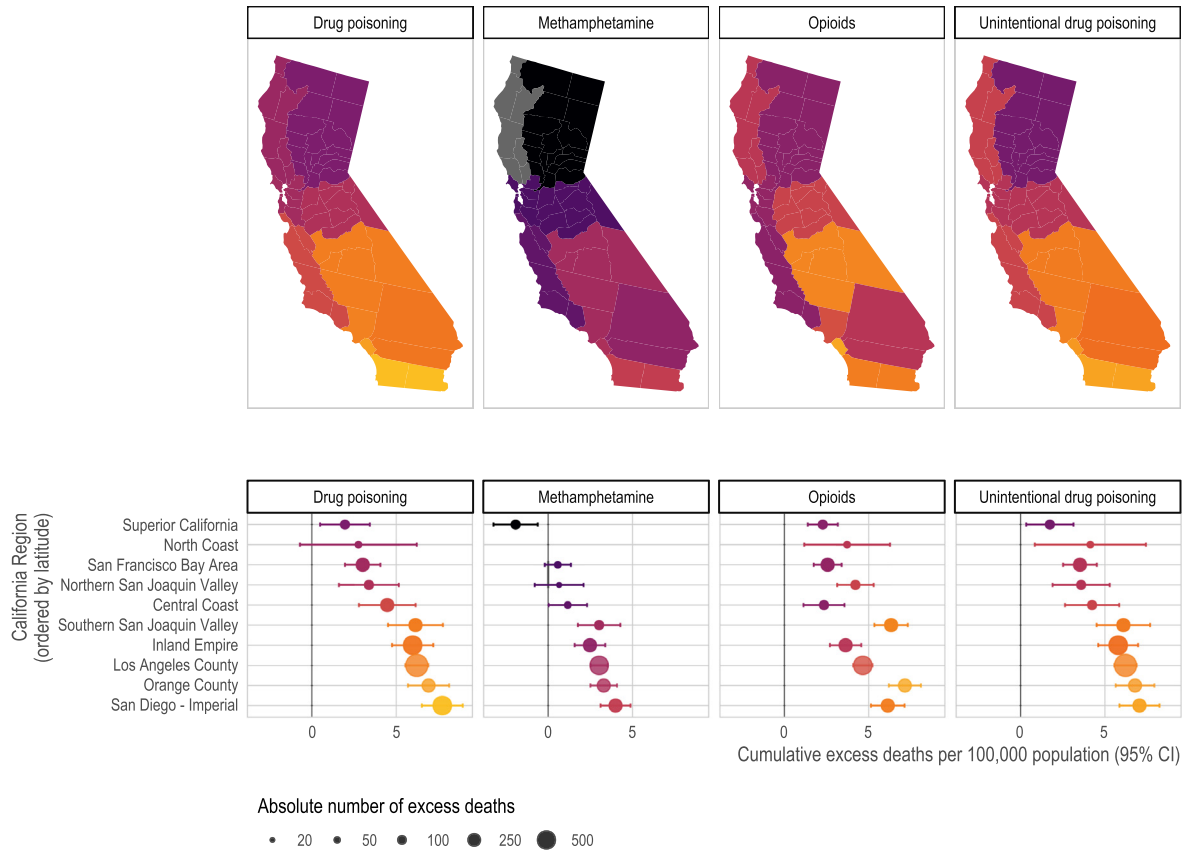 Drug poisoning
Methamphetamine
Opioids
Unintentional drug poisoning
Drug poisoning
Methamphetamine
Opioids
Unintentional drug poisoning
California Region
(ordered by latitude)
Superior California
North Coast
San Francisco Bay Area
Northern San Joaquin Valley
Central Coast
Southern San Joaquin Valley
Inland Empire
Los Angeles County
Orange County
San Diego - Imperial
0 5 0 5 0 5 0 5
Cumulative excess deaths per 100,000 population (95% CI)
Absolute number of excess deaths
20 50 100 250 500